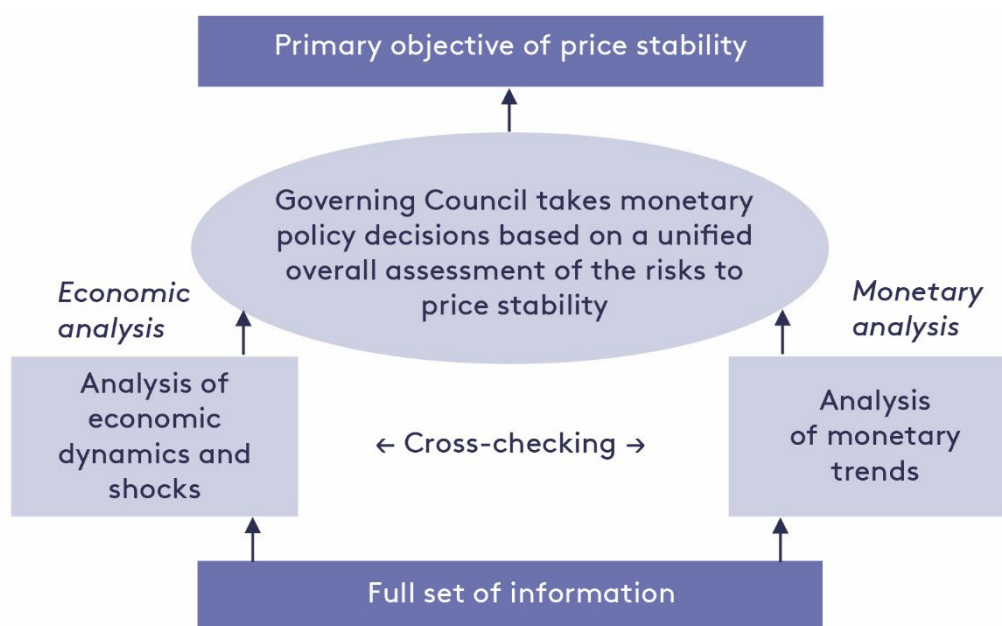 Primary objective of price stability
Governing Council takes monetary
policy decisions based on a unified
overall assessment of the risks to
price stability
Economic
analysis
Monetary
analysis
Analysis of
economic
dynamics and
shocks
← Cross-checking →
Analysis
of monetary
trends
Full set of information